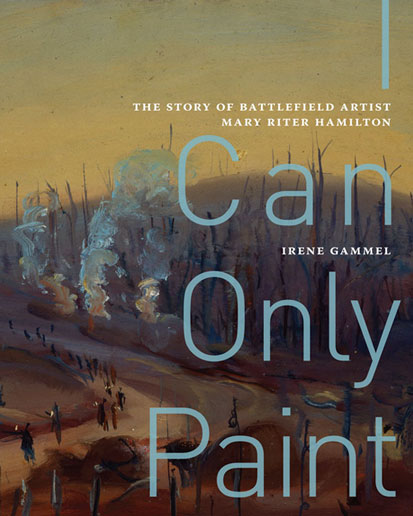 I
THE STORY OF BATTLEFIELD ARTIST
MARY RITER HAMILTON
Can
IRENE GAMMEL
Only
Paint